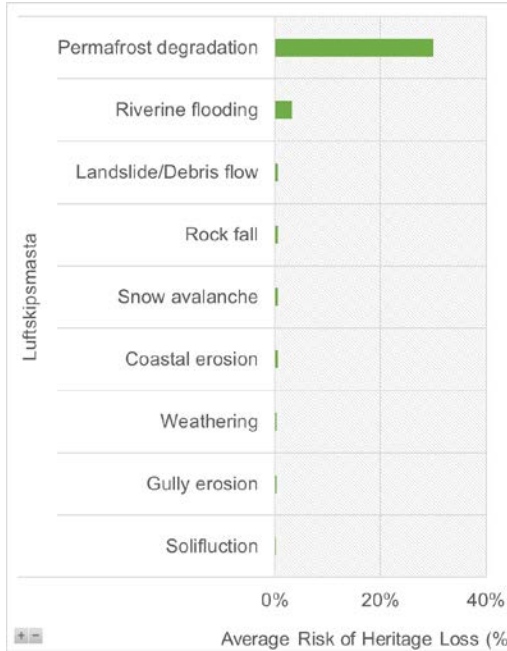 Luftskipsmasta
Permafrost degradation
Riverine flooding
Landslide/Debris flow
Rock fall
Snow avalanche
Coastal erosion
Weathering
Gully erosion
Solifluction
0% 20% 40%
+ −
Average Risk of Heritage Loss (%